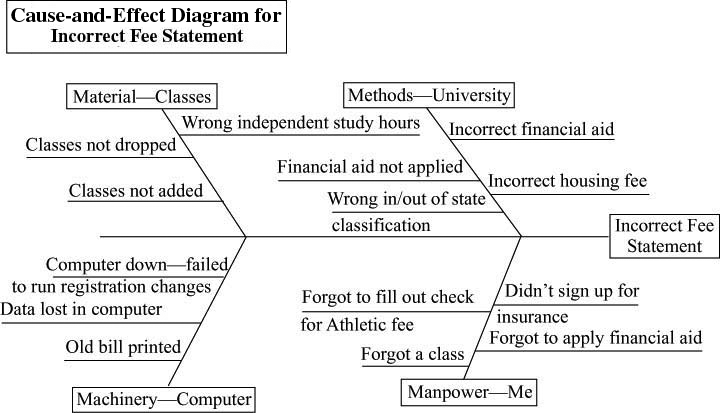 Cause-and-Effect Diagram for
Incorrect Fee Statement
Material—Classes
Methods—University
Wrong independent study hours
Incorrect financial aid
Classes not dropped
Financial aid not applied
Incorrect housing fee
Classes not added
Wrong in/out of state
classification
Incorrect Fee
Statement
Computer down—failed
to run registration changes
Data lost in computer
Old bill printed
Machinery—Computer
Forgot to fill out check
for Athletic fee
Didn’t sign up for
insurance
Forgot to apply financial aid
Forgot a class
Manpower—Me